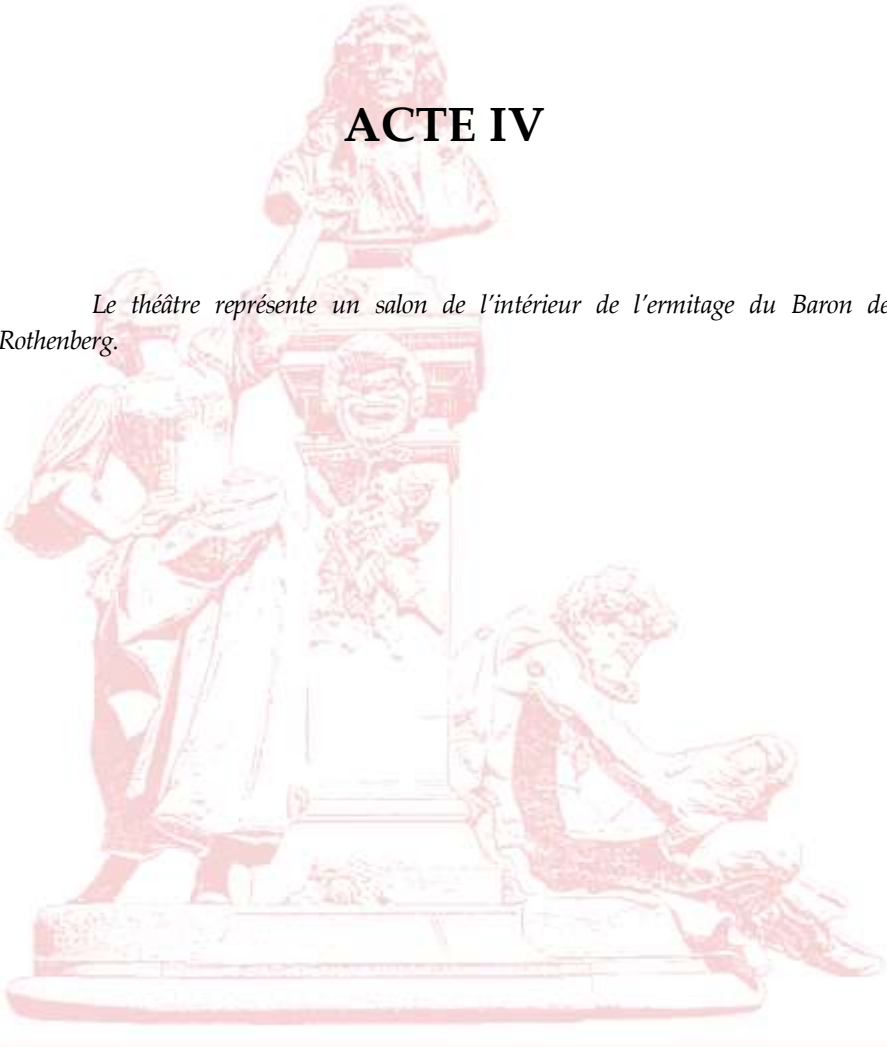 ACTE IV
Le théâtre représente un salon de l'intérieur de l'ermitage du Baron de
Rothenberg.